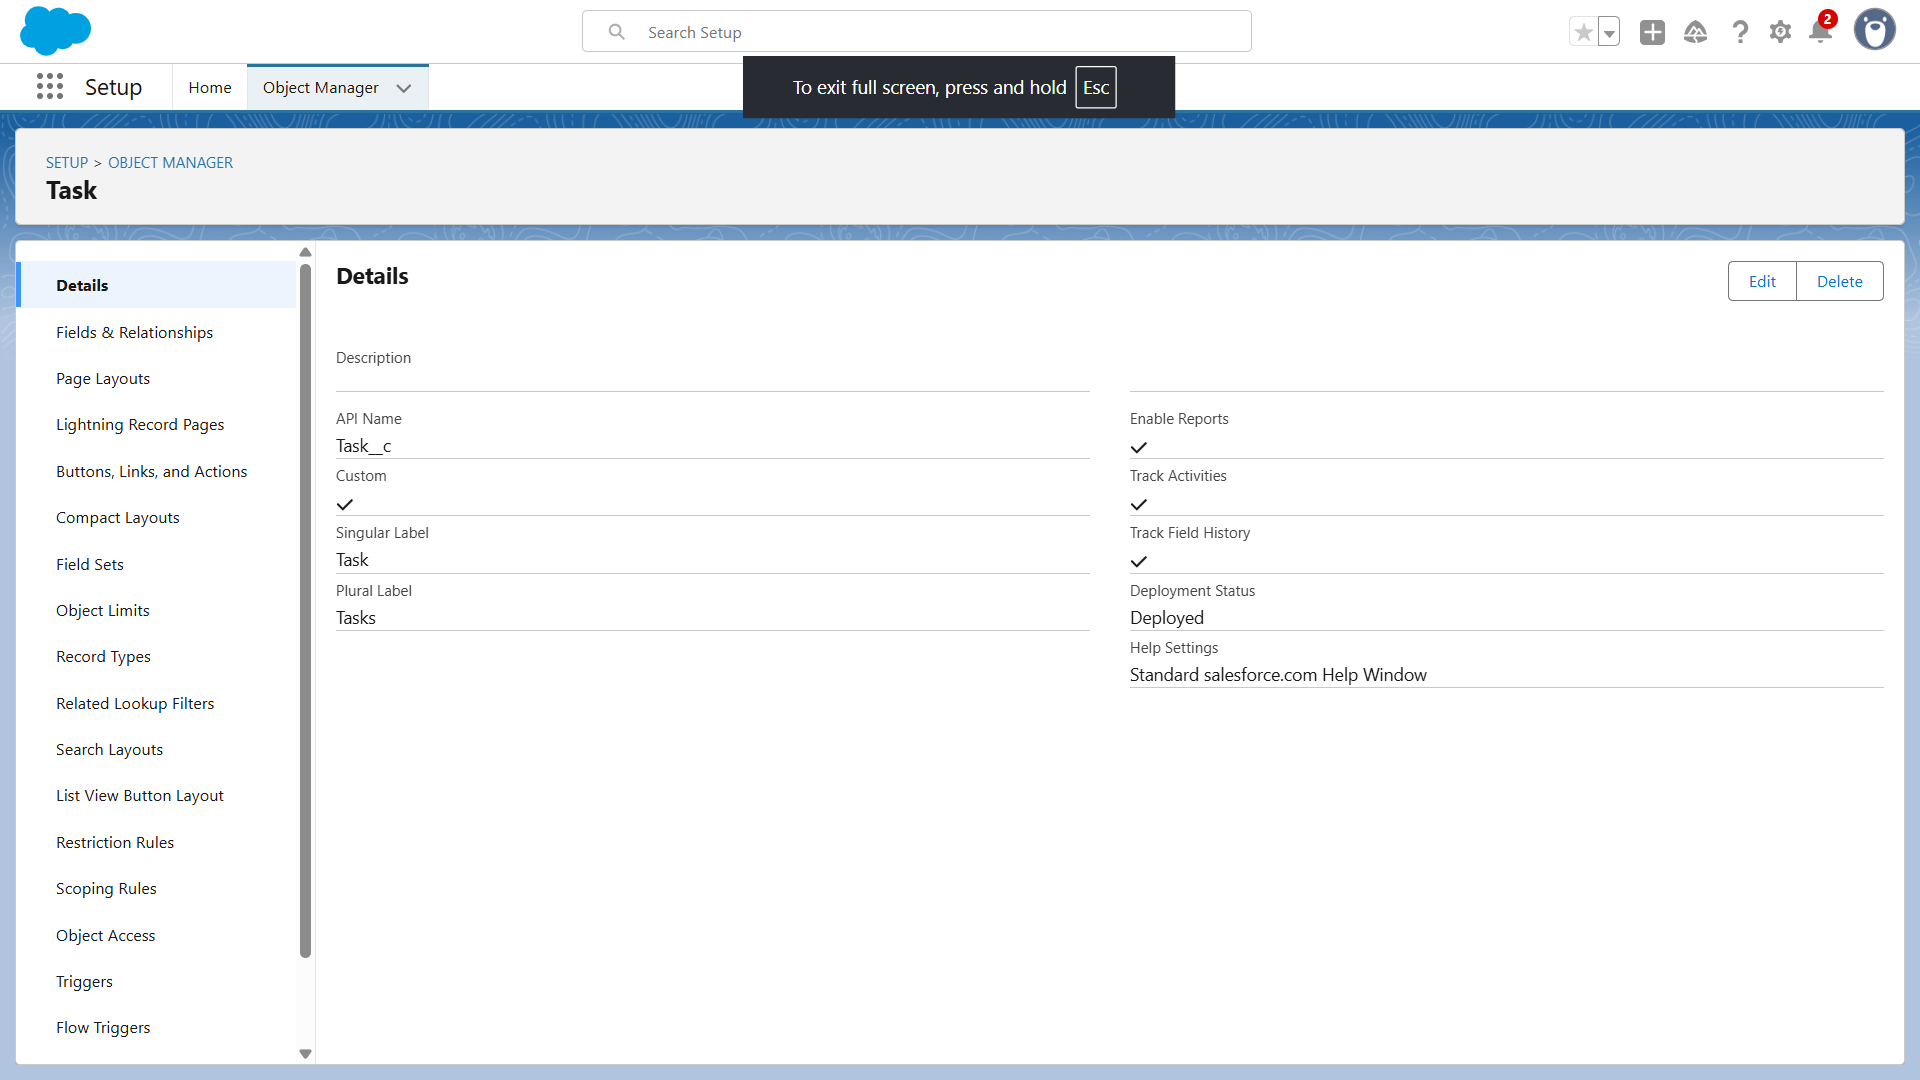 Search Setup
2
Setup
Home
Object Manager
To exit full screen, press and hold Esc
SETUP > OBJECT MANAGER
Task
Details
Fields & Relationships
Page Layouts
Lightning Record Pages
Buttons, Links, and Actions
Compact Layouts
Field Sets
Object Limits
Record Types
Related Lookup Filters
Search Layouts
List View Button Layout
Restriction Rules
Scoping Rules
Object Access
Triggers
Flow Triggers
Details
Edit
Delete
Description
API Name
Task__c
Custom
Singular Label
Task
Plural Label
Tasks
Enable Reports
Track Activities
Track Field History
Deployment Status
Deployed
Help Settings
Standard salesforce.com Help Window